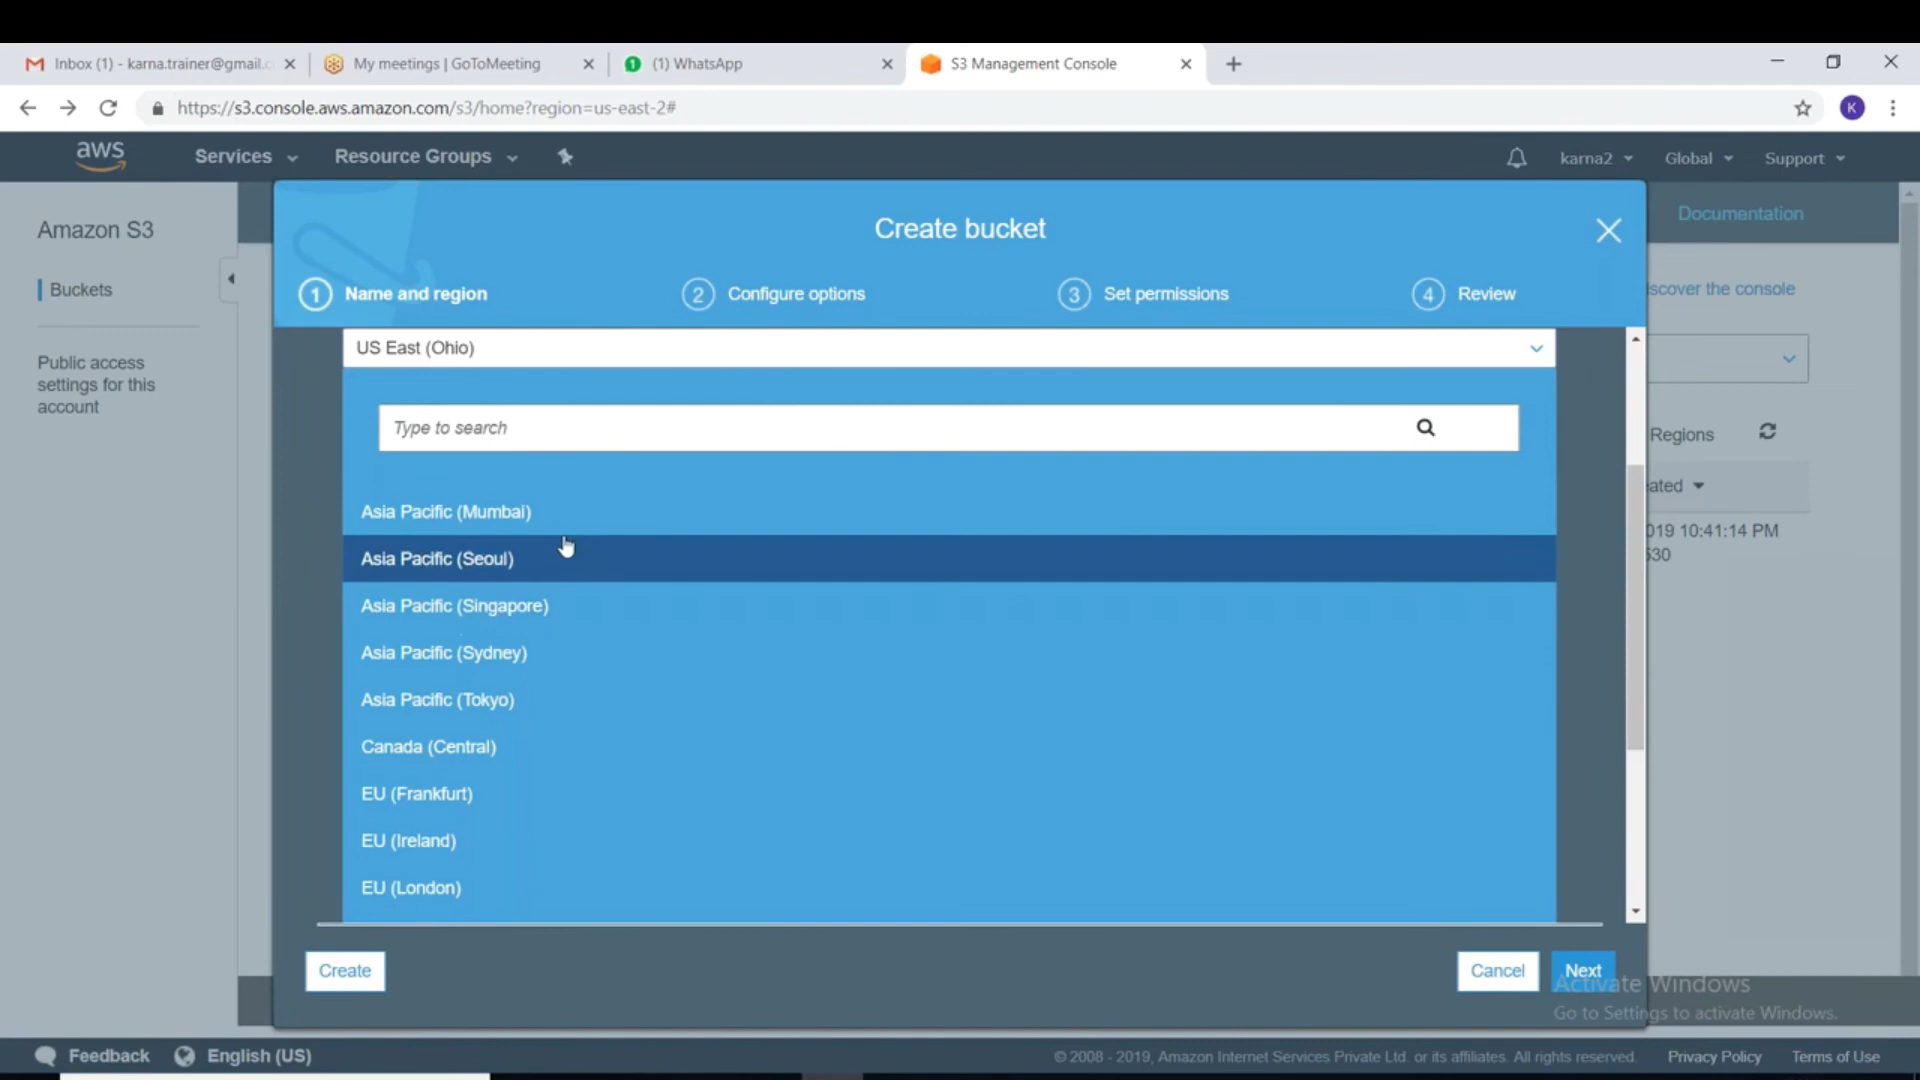 Inbox (1) - karna.trainer@gmail.c
My meetings | GoToMeeting
1
(1) WhatsApp
S3 Management Console
https://s3.console.aws.amazon.com/s3/home?region=us-east-2#
K
aws
Services
Resource Groups
karna2
Global
Support
Amazon S3
Buckets
Public access
settings for this
account
Create bucket
Documentation
1 Name and region
2 Configure options
3 Set permissions
4 Review
iscover the console
US East (Ohio)
Type to search
Regions
Asia Pacific (Mumbai)
Asia Pacific (Seoul)
Asia Pacific (Singapore)
Asia Pacific (Sydney)
Asia Pacific (Tokyo)
Canada (Central)
EU (Frankfurt)
EU (Ireland)
EU (London)
eated
019 10:41:14 PM
530
Create
Cancel
Next
Activate Windows
Go to Settings to activate Windows.
Feedback
English (US)
© 2008 - 2019, Amazon Internet Services Private Ltd. or its affiliates. All rights reserved.
Privacy Policy
Terms of Use